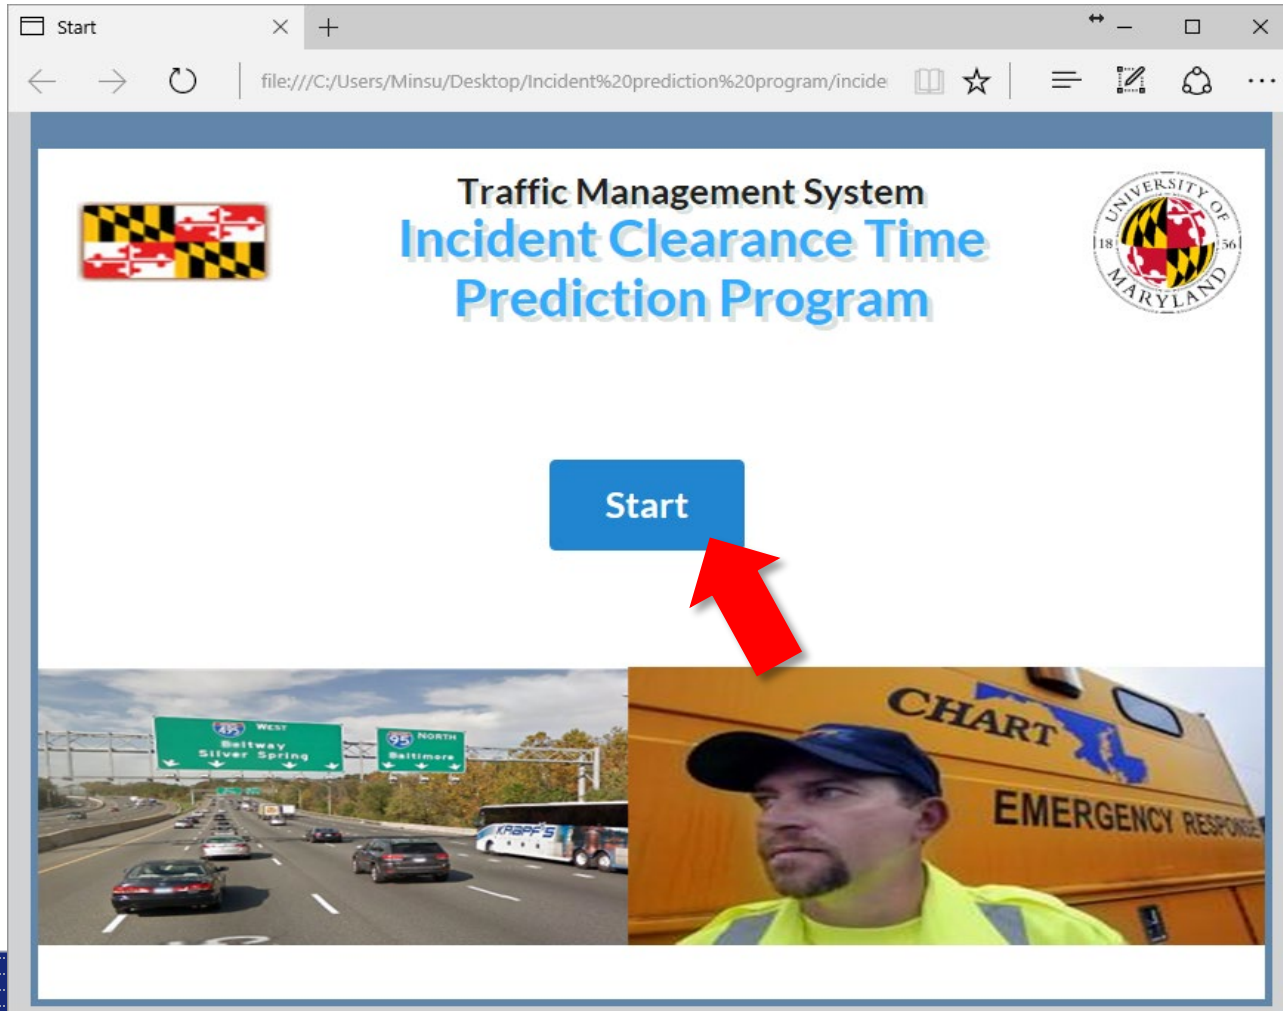 Start
file:///C:/Users/Minsu/Desktop/Incident%20prediction%20program/incide
Traffic Management System
Incident Clearance Time
Prediction Program
UNIVERSITY OF
18 56
MARYLAND
Start
495 WEST
Beltway
Silver Spring
95 NORTH
Baltimore
KRAPF'S
CHART
EMERGENCY RESPONSE